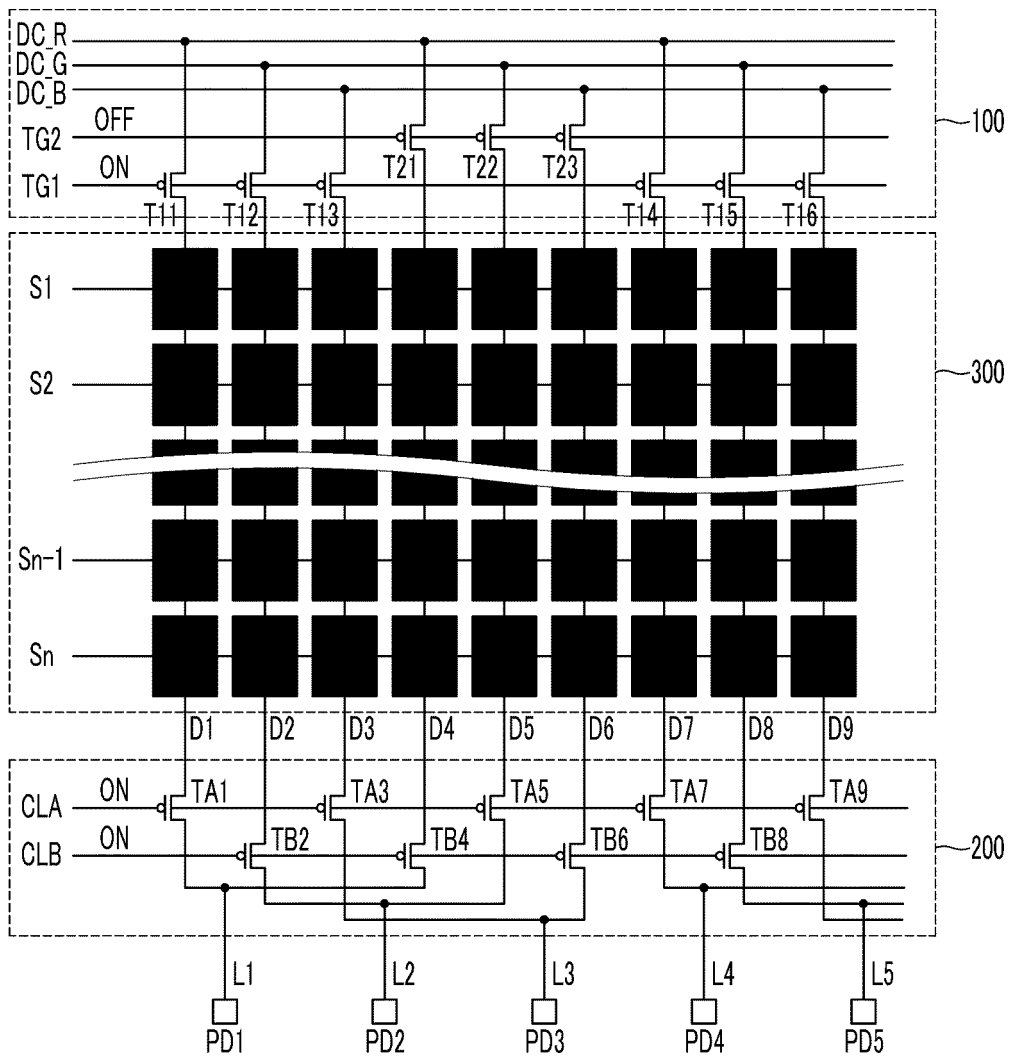 DC_R
DC_G
DC_B
TG2 OFF
T21 T22 T23
100
TG1 ON
T11 T12 T13 T14 T15 T16
S1
S2
300
Sn-1
Sn
D1 D2 D3 D4 D5 D6 D7 D8 D9
CLA ON TA1 TA3 TA5 TA7 TA9
CLB ON TB2 TB4 TB6 TB8
200
L1 L2 L3 L4 L5
PD1 PD2 PD3 PD4 PD5